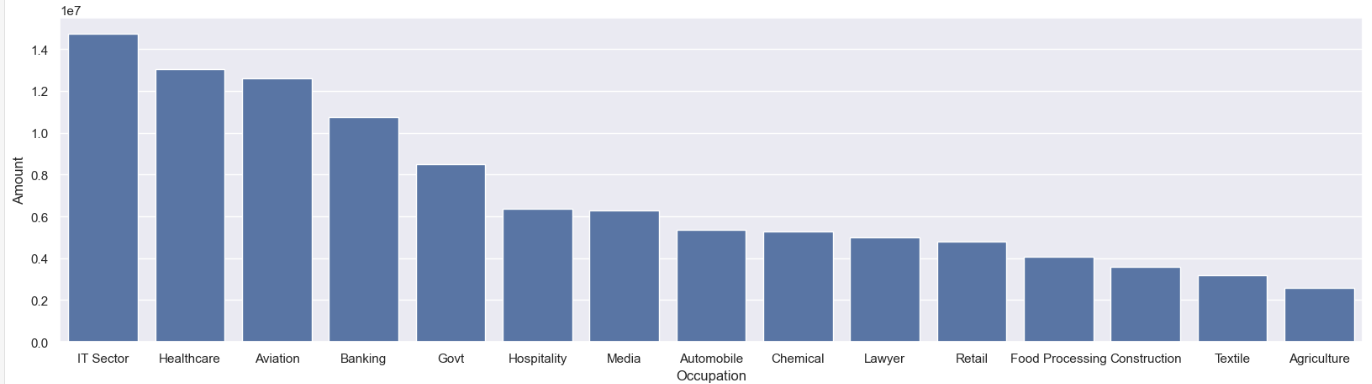 1e7
1.4
1.2
1.0
0.8
0.6
0.4
0.2
0.0
Amount
IT Sector Healthcare Aviation Banking Govt Hospitality Media Automobile Chemical Lawyer Retail Food Processing Construction Textile Agriculture
Occupation